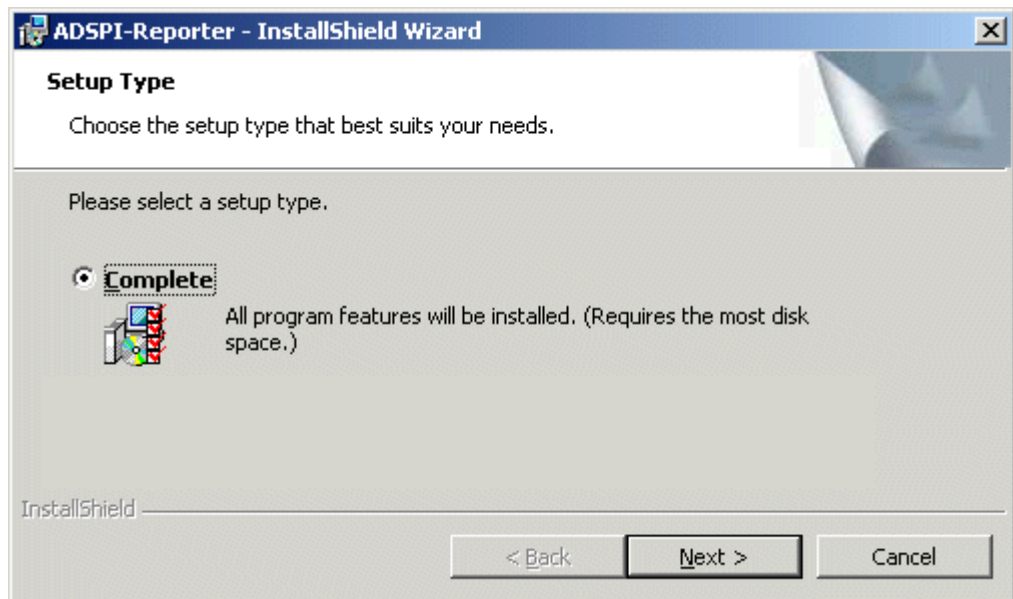 ADSPI-Reporter - InstallShield Wizard
Setup Type
Choose the setup type that best suits your needs.
Please select a setup type.
Complete
All program features will be installed. (Requires the most disk
space.)
InstallShield
< Back
Next >
Cancel